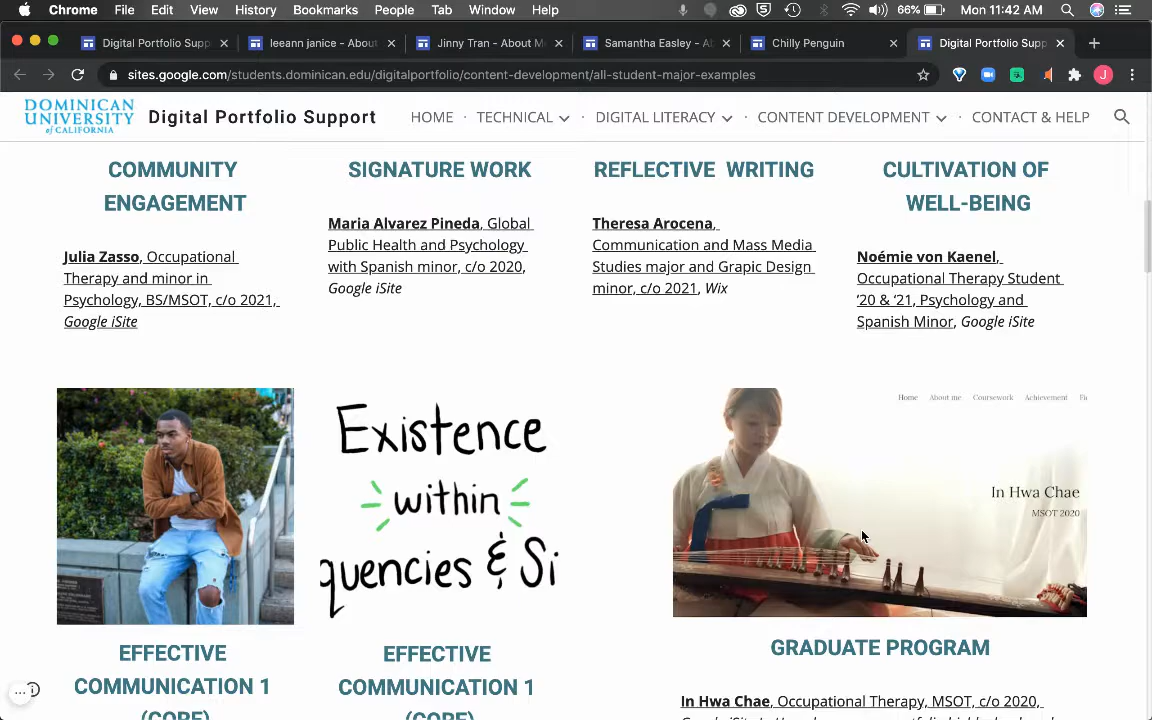 Chrome File Edit View History Bookmarks People Tab Window Help 66% Mon 11:42 AM
Digital Portfolio Supp leeann janice - About Jinny Tran - About M Samantha Easley - A Chilly Penguin Digital Portfolio Supp
sites.google.com/students.dominican.edu/digitalportfolio/content-development/all-student-major-examples J
DOMINICAN
UNIVERSITY
of CALIFORNIA
Digital Portfolio Support
HOME · TECHNICAL · DIGITAL LITERACY · CONTENT DEVELOPMENT · CONTACT & HELP
COMMUNITY
ENGAGEMENT
Julia Zasso, Occupational
Therapy and minor in
Psychology, BS/MSOT, c/o 2021,
Google iSite
SIGNATURE WORK
Maria Alvarez Pineda, Global
Public Health and Psychology
with Spanish minor, c/o 2020,
Google iSite
REFLECTIVE WRITING
Theresa Arocena,
Communication and Mass Media
Studies major and Grapic Design
minor, c/o 2021, Wix
CULTIVATION OF
WELL-BEING
Noémie von Kaenel,
Occupational Therapy Student
'20 & '21, Psychology and
Spanish Minor, Google iSite
Existence
within
quencies & Si
Home About me Coursework Achievement Fi
In Hwa Chae
MSOT 2020
EFFECTIVE
COMMUNICATION 1
(CORE)
EFFECTIVE
COMMUNICATION 1
(CORE)
GRADUATE PROGRAM
In Hwa Chae, Occupational Therapy, MSOT, c/o 2020,